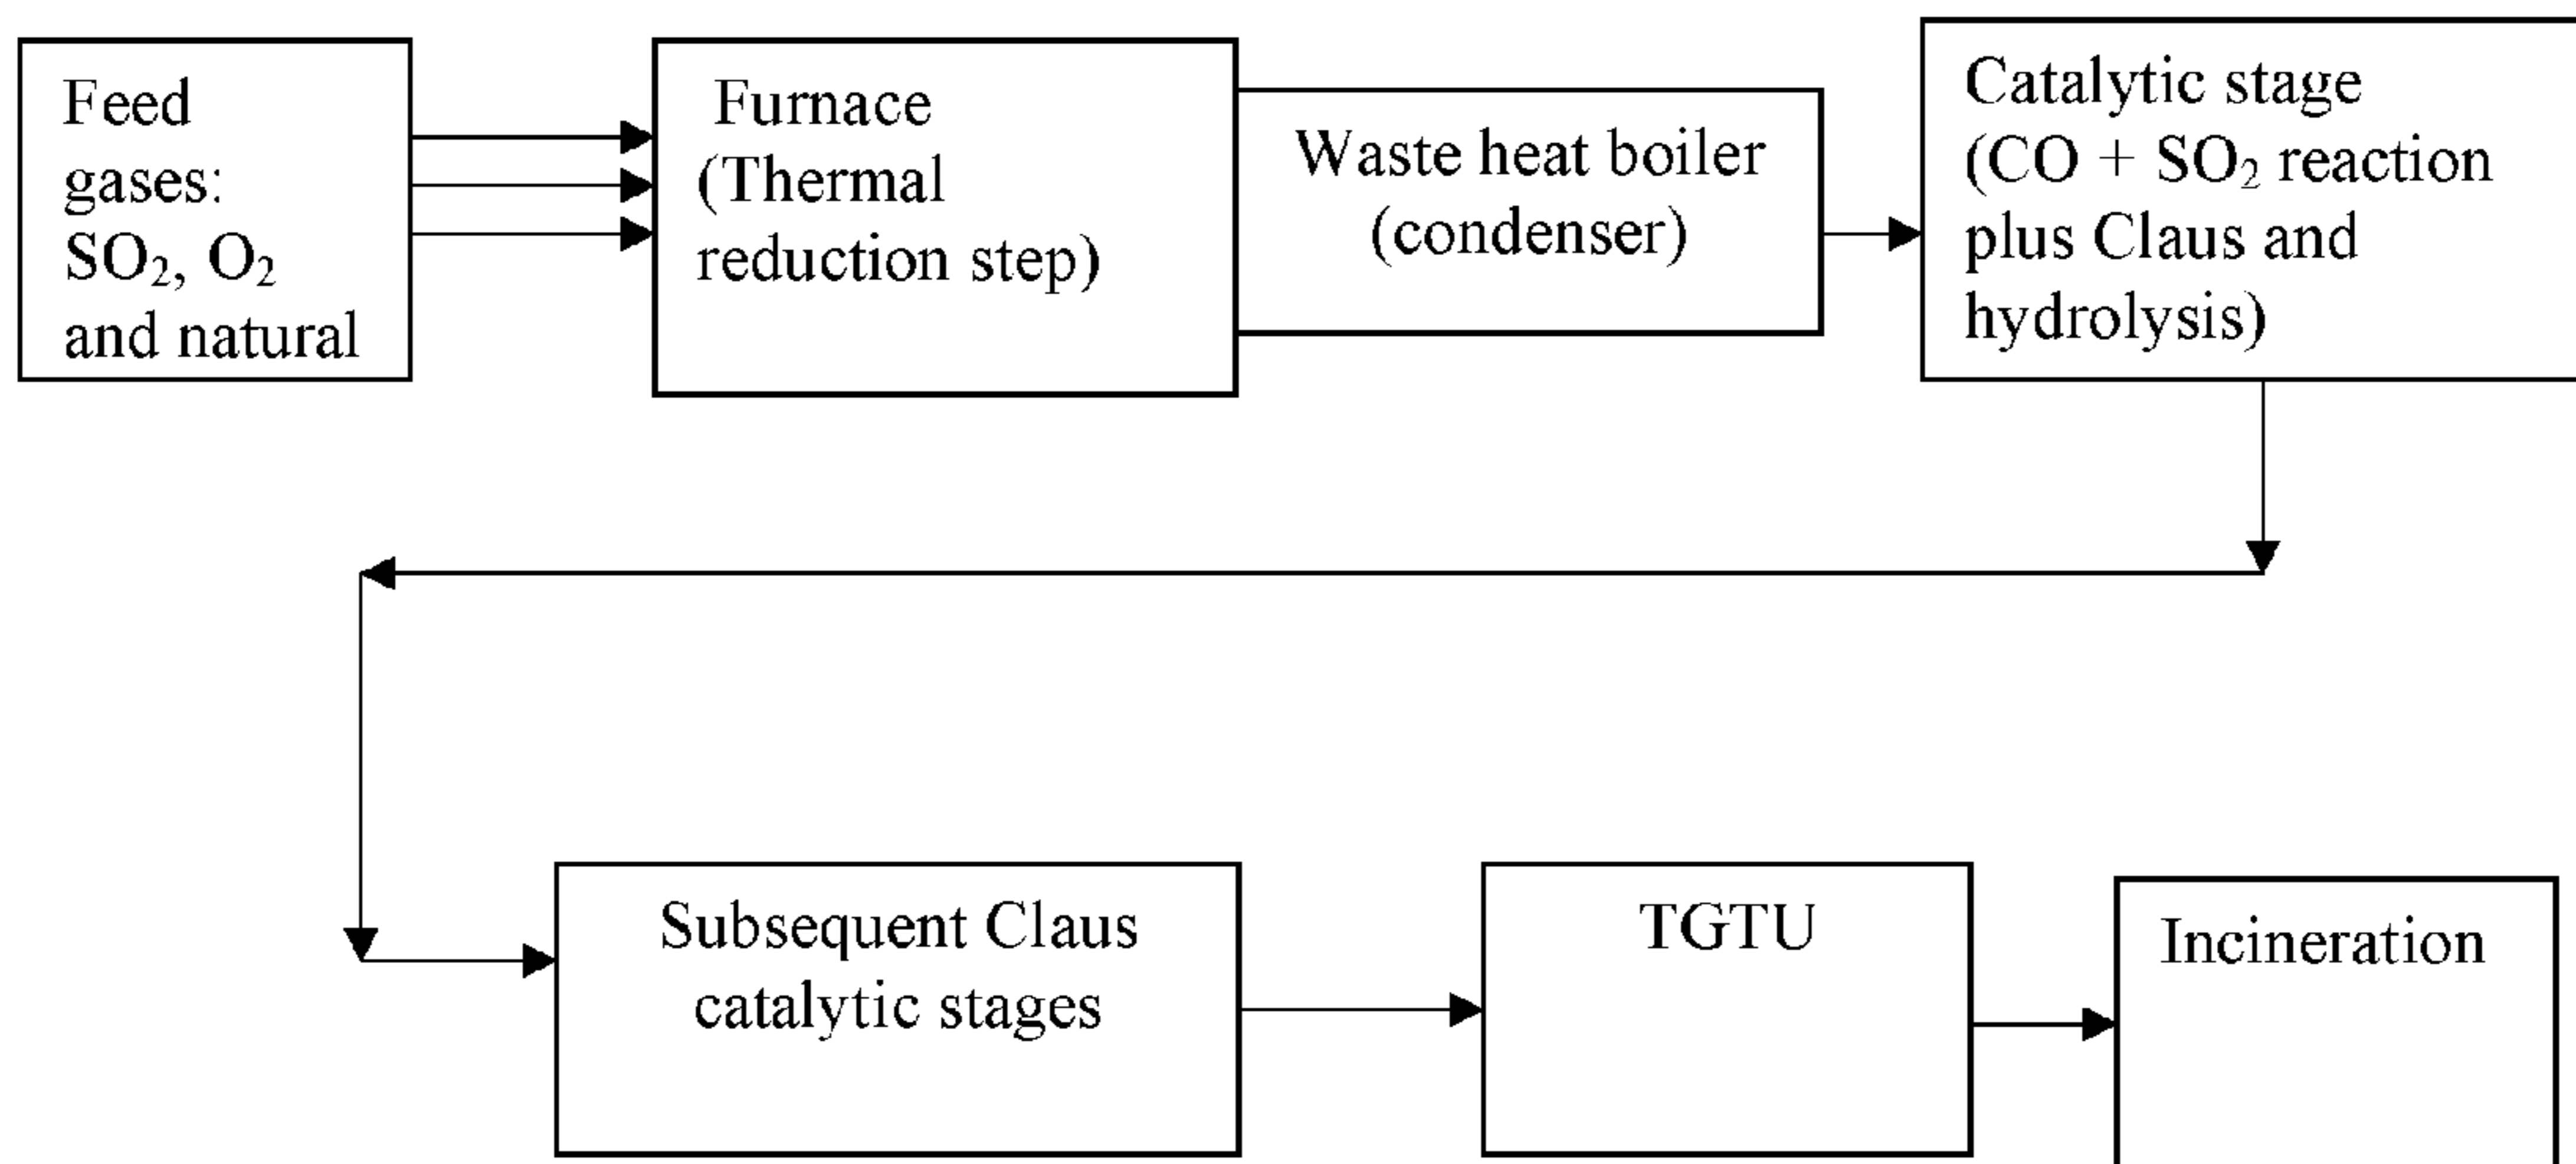 Feed
gases:
SO₂, O₂
and natural
Furnace
(Thermal
reduction step)
Waste heat boiler
(condenser)
Catalytic stage
(CO + SO₂ reaction
plus Claus and
hydrolysis)
Subsequent Claus
catalytic stages
TGTU
Incineration